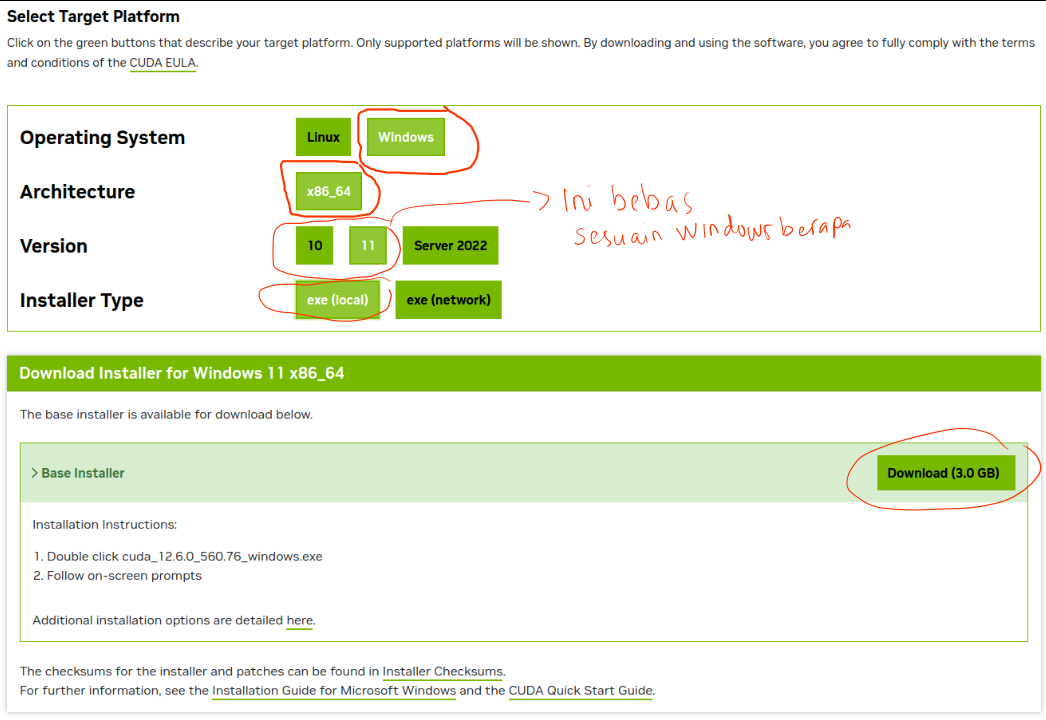 Select Target Platform
Click on the green buttons that describe your target platform. Only supported platforms will be shown. By downloading and using the software, you agree to fully comply with the terms
and conditions of the CUDA EULA.
Operating System Linux Windows
Architecture x86_64
Version 10 11 Server 2022
Installer Type exe (local) exe (network)
Ini bebas
sesuain windows berapa
Download Installer for Windows 11 x86_64
The base installer is available for download below.
> Base Installer Download (3.0 GB)
Installation Instructions:
1. Double click cuda_12.6.0_560.76_windows.exe
2. Follow on-screen prompts
Additional installation options are detailed here.
The checksums for the installer and patches can be found in Installer Checksums.
For further information, see the Installation Guide for Microsoft Windows and the CUDA Quick Start Guide.